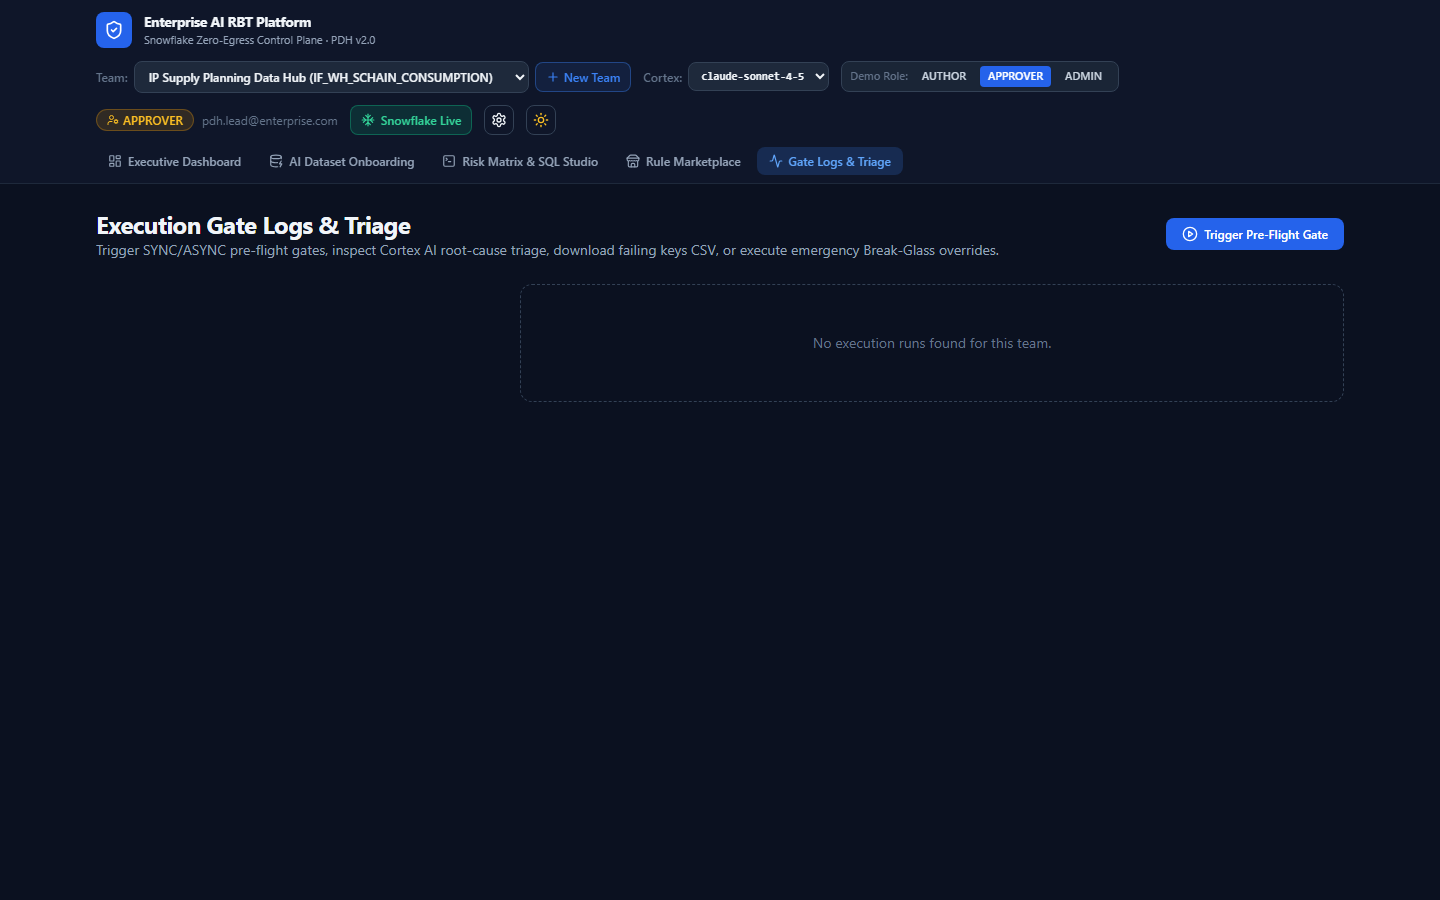 Enterprise AI RBT Platform
Snowflake Zero-Egress Control Plane · PDH v2.0
Team: IP Supply Planning Data Hub (IF_WH_SCHAIN_CONSUMPTION) New Team Cortex: claude-sonnet-4-5 Demo Role: AUTHOR APPROVER ADMIN
APPROVER pdh.lead@enterprise.com Snowflake Live
Executive Dashboard AI Dataset Onboarding Risk Matrix & SQL Studio Rule Marketplace Gate Logs & Triage
Execution Gate Logs & Triage
Trigger SYNC/ASYNC pre-flight gates, inspect Cortex AI root-cause triage, download failing keys CSV, or execute emergency Break-Glass overrides.
Trigger Pre-Flight Gate
No execution runs found for this team.